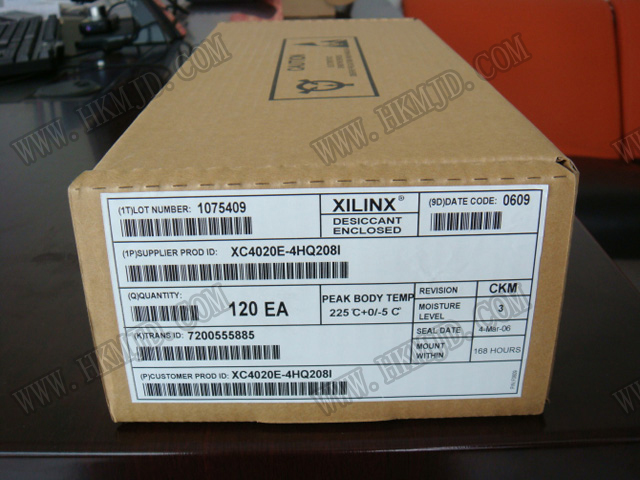 CAUTION
(1T)LOT NUMBER: 1075409
XILINX®
DESICCANT
ENCLOSED
(9D)DATE CODE: 0609
(1P)SUPPLIER PROD ID: XC4020E-4HQ208I
(Q)QUANTITY: 120 EA
PEAK BODY TEMP
225℃+0/-5 C
REVISION CKM
MOISTURE
LEVEL 3
SEAL DATE 4-Mar-06
MOUNT
WITHIN 168 HOURS
(K)TRANS ID: 7200555885
(P)CUSTOMER PROD ID: XC4020E-4HQ208I
WWW.HKMJD.COM
WWW.HKMJD.COM
WWW.HKMJD.COM
WWW.HKMJD.COM